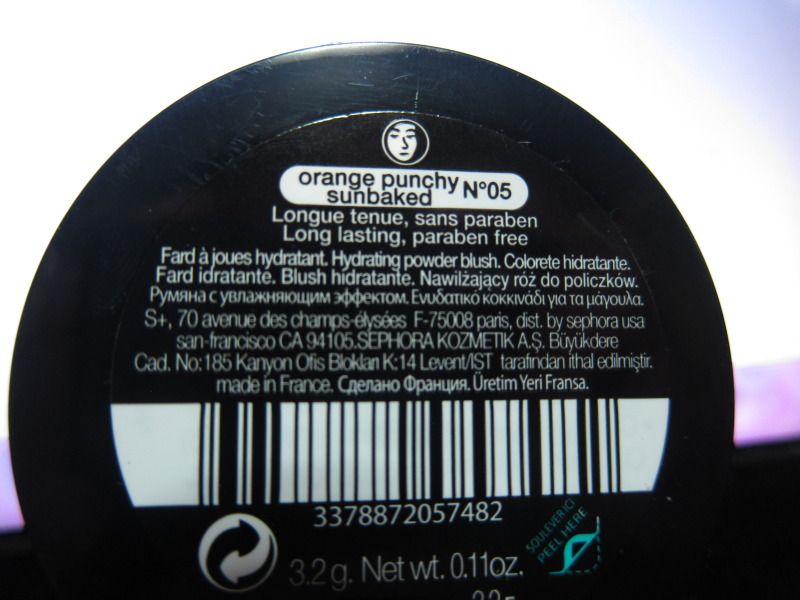 orange punchy N°05
sunbaked
Longue tenue, sans paraben
Long lasting, paraben free
Fard à joues hydratant. Hydrating powder blush. Colorete hidratante.
Fard idratante. Blush hidratante. Nawilżający róż do policzków.
Румяна с увлажняющим эффектом. Ενυδατικό κοκκινάδι για τα μάγουλα.
S+, 70 avenue des champs-élysées F-75008 paris, dist. by sephora usa
san-francisco CA 94105.SEPHORA KOZMETIK A.Ş. Büyükdere
Cad. No:185 Kanyon Ofis Blokları K:14 Levent/IST tarafından ithal edilmiştir.
made in France. Сделано Франция. Üretim Yeri Fransa.
3378872057482
SOULEVER ICI
PEEL HERE
3.2g. Net wt. 0.11oz.